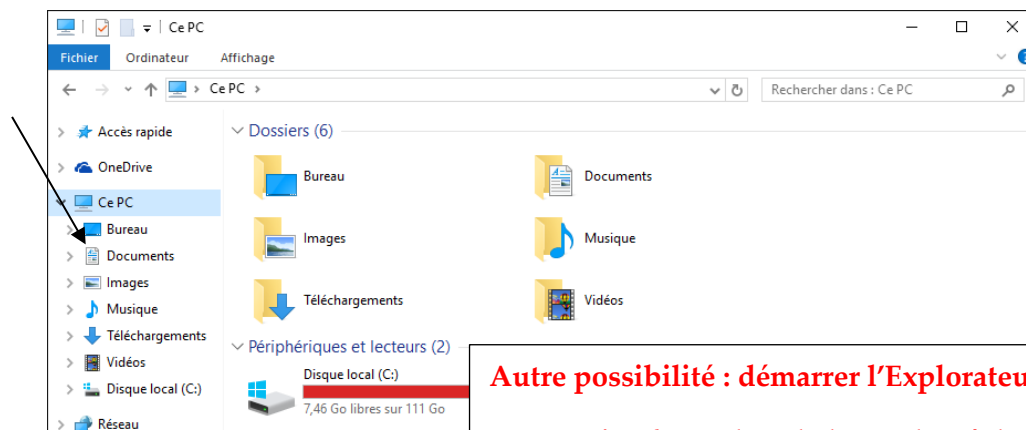 Ce PC
Fichier Ordinateur Affichage
Ce PC
Rechercher dans : Ce PC
Accès rapide
OneDrive
Ce PC
Bureau
Documents
Images
Musique
Téléchargements
Vidéos
Disque local (C:)
Réseau
Dossiers (6)
Bureau
Documents
Images
Musique
Téléchargements
Vidéos
Périphériques et lecteurs (2)
Disque local (C:)
7,46 Go libres sur 111 Go
Autre possibilité : démarrer l’Explorateu